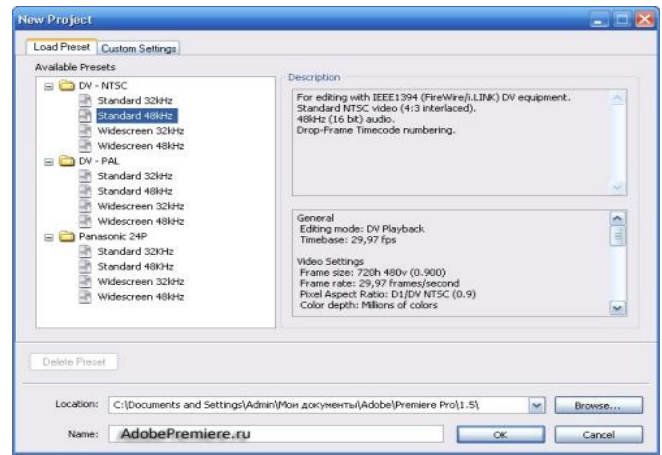 New Project
Load Preset Custom Settings
Available Presets
DV - NTSC
Standard 32kHz
Standard 48kHz
Widescreen 32kHz
Widescreen 48kHz
DV - PAL
Standard 32kHz
Standard 48kHz
Widescreen 32kHz
Widescreen 48kHz
Panasonic 24P
Standard 32KHz
Standard 48KHz
Widescreen 32kHz
Widescreen 48kHz
Description
For editing with IEEE1394 (FireWire/i.LINK) DV equipment.
Standard NTSC video (4:3 interlaced).
48kHz (16 bit) audio.
Drop-Frame Timecode numbering.
General
Editing mode: DV Playback
Timebase: 29,97 fps
Video Settings
Frame size: 720h 480v (0.900)
Frame rate: 29,97 frames/second
Pixel Aspect Ratio: D1/DV NTSC (0.9)
Color depth: Millions of colors
Delete Preset
Location: C:\Documents and Settings\Admin\Мои документы\Adobe\Premiere Pro\1.5\ Browse...
Name: AdobePremiere.ru OK Cancel